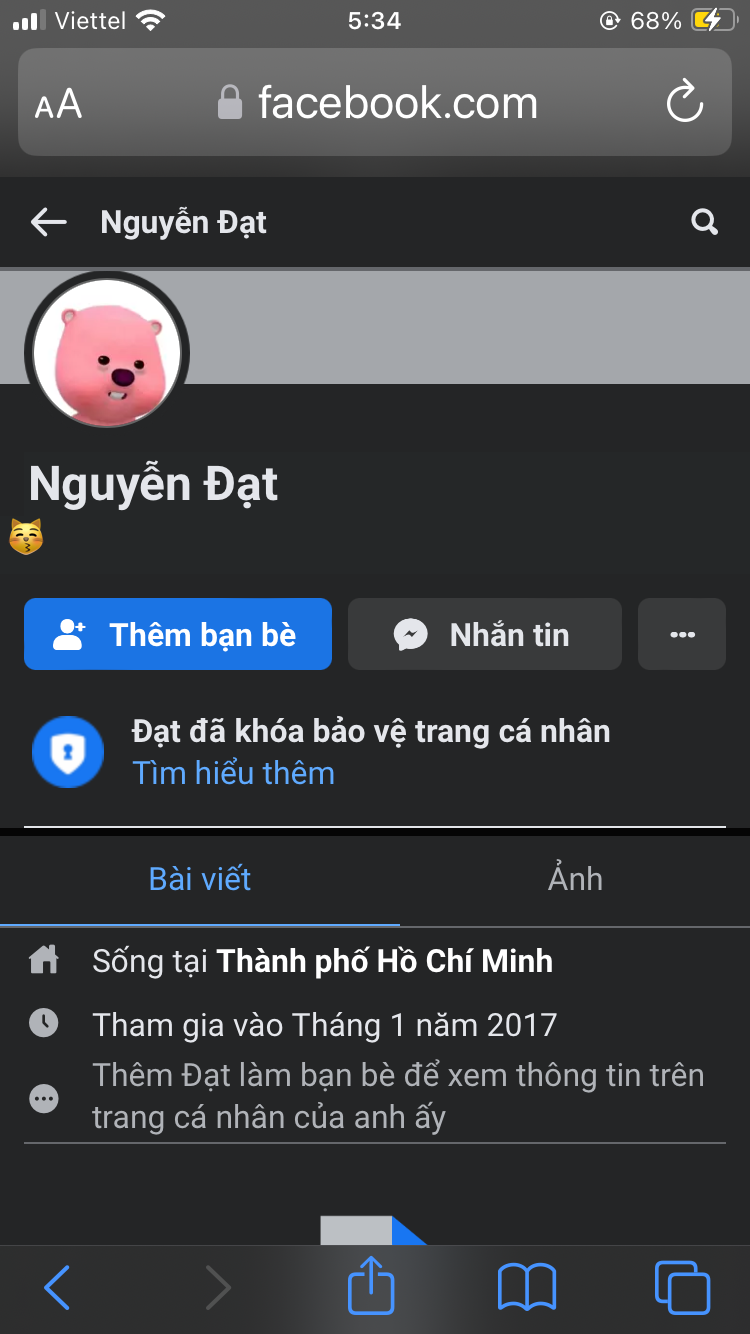 Viettel 5:34 68%
AA facebook.com
Nguyễn Đạt
Nguyễn Đạt
Thêm bạn bè Nhắn tin
Đạt đã khóa bảo vệ trang cá nhân
Tìm hiểu thêm
Bài viết Ảnh
Sống tại Thành phố Hồ Chí Minh
Tham gia vào Tháng 1 năm 2017
Thêm Đạt làm bạn bè để xem thông tin trên
trang cá nhân của anh ấy